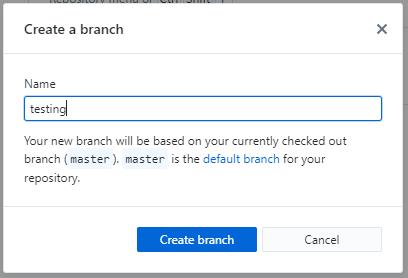 Repository menu or Ctrl Shift
Create a branch
Name
testing
Your new branch will be based on your currently checked out
branch (master). master is the default branch for your
repository.
Create branch
Cancel